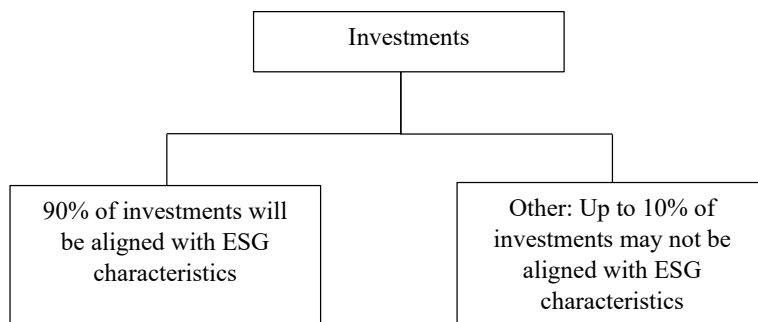 Investments
90% of investments will
be aligned with ESG
characteristics
Other: Up to 10% of
investments may not be
aligned with ESG
characteristics